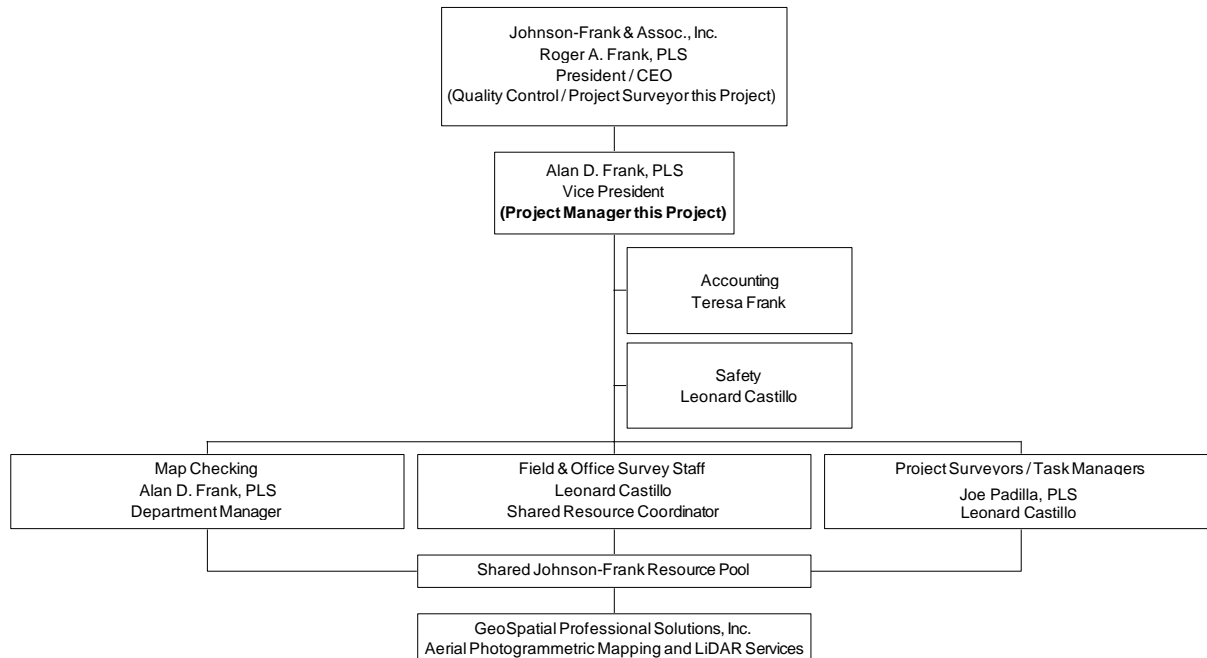 Johnson-Frank & Assoc., Inc.
Roger A. Frank, PLS
President / CEO
(Quality Control / Project Surveyor this Project)
Alan D. Frank, PLS
Vice President
(Project Manager this Project)
Accounting
Teresa Frank
Safety
Leonard Castillo
Map Checking
Alan D. Frank, PLS
Department Manager
Field & Office Survey Staff
Leonard Castillo
Shared Resource Coordinator
Project Surveyors / Task Managers
Joe Padilla, PLS
Leonard Castillo
Shared Johnson-Frank Resource Pool
GeoSpatial Professional Solutions, Inc.
Aerial Photogrammetric Mapping and LiDAR Services